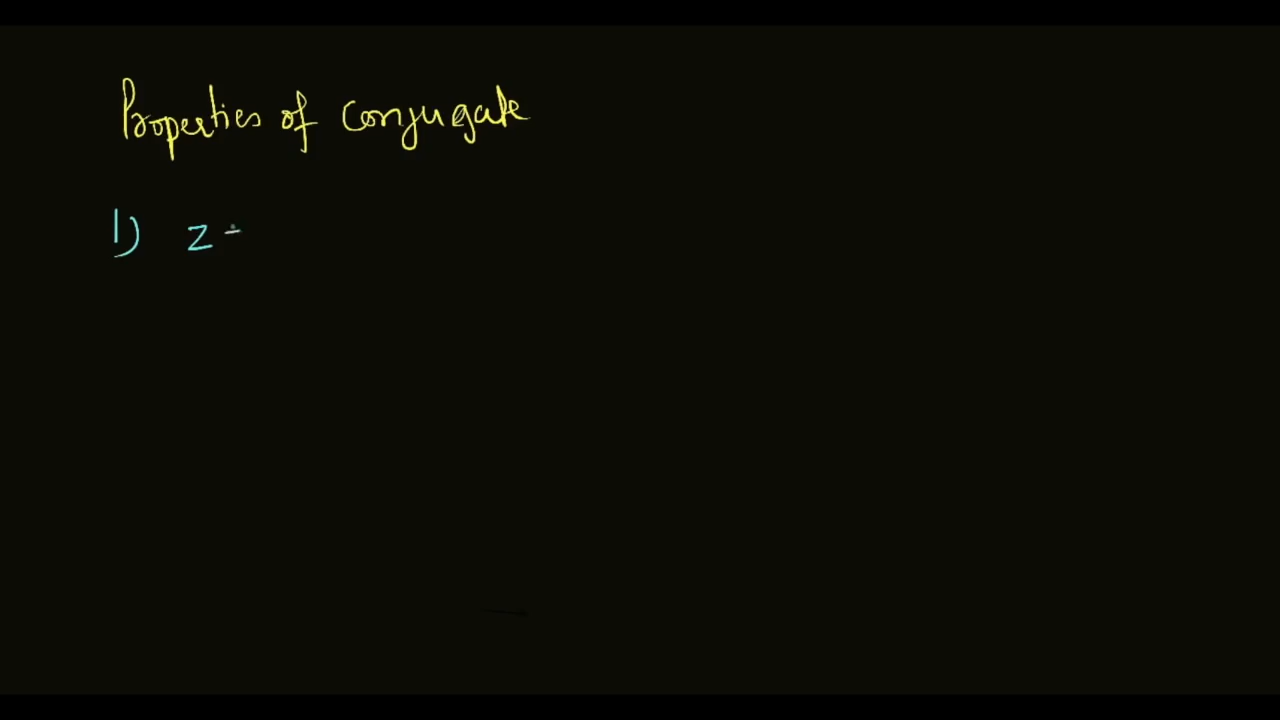 Properties of conjugate
1) z -